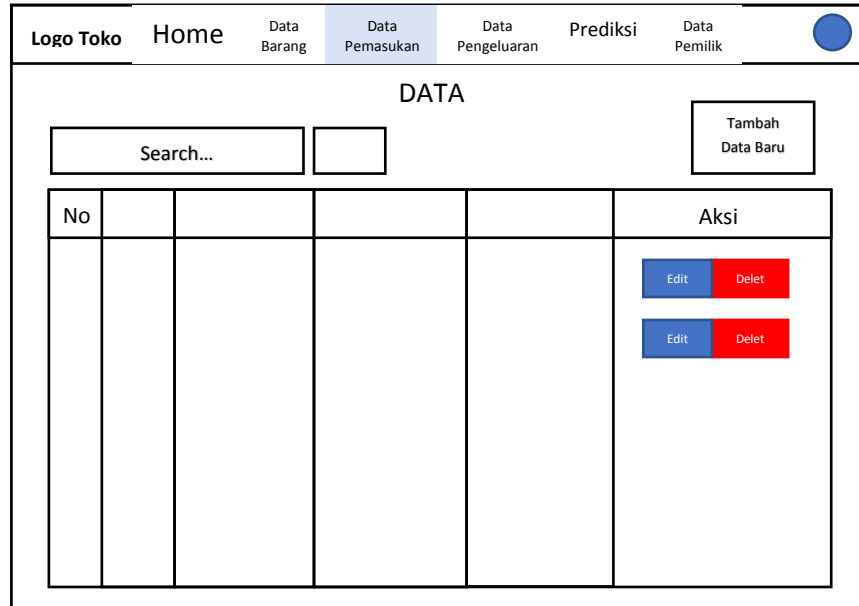 Logo Toko
Home
Data
Barang
Data
Pemasukan
Data
Pengeluaran
Prediksi
Data
Pemilik
DATA
Search...
Tambah
Data Baru
No
Aksi
Edit
Delet
Edit
Delet